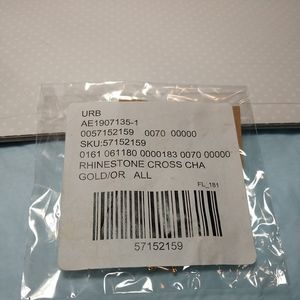 URB
AE1907135-1
0057152159 0070 00000
SKU:57152159
0161 061180 0000183 0070 00000
RHINESTONE CROSS CHA
GOLD/OR ALL
FL_181
57152159